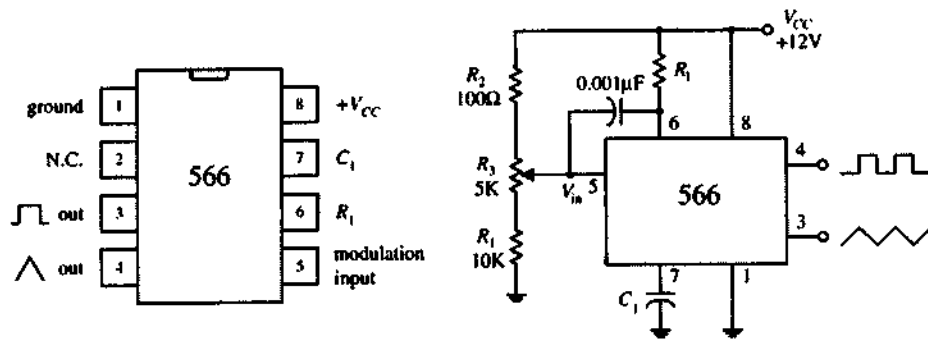 ground 1
N.C. 2
out 3
out 4
566
8 +V_CC
7 C_1
6 R_1
5 modulation
input
V_CC
+12V
R_2
100Ω
0.001μF
R_1
R_3
5K
V_in
R_1
10K
6
8
5
566
4
3
7
1
C_1